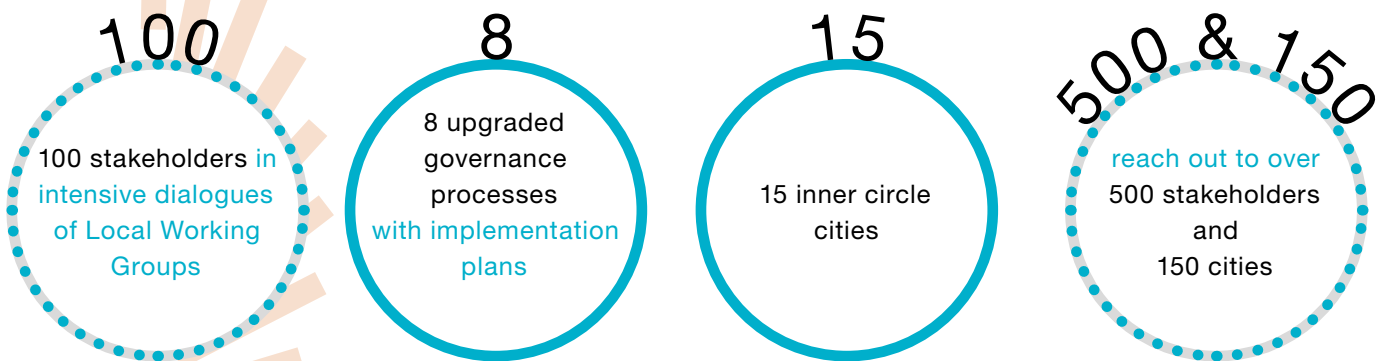 100
100 stakeholders in
intensive dialogues
of Local Working
Groups
8
8 upgraded
governance
processes
with implementation
plans
15
15 inner circle
cities
500 & 150
reach out to over
500 stakeholders
and
150 cities